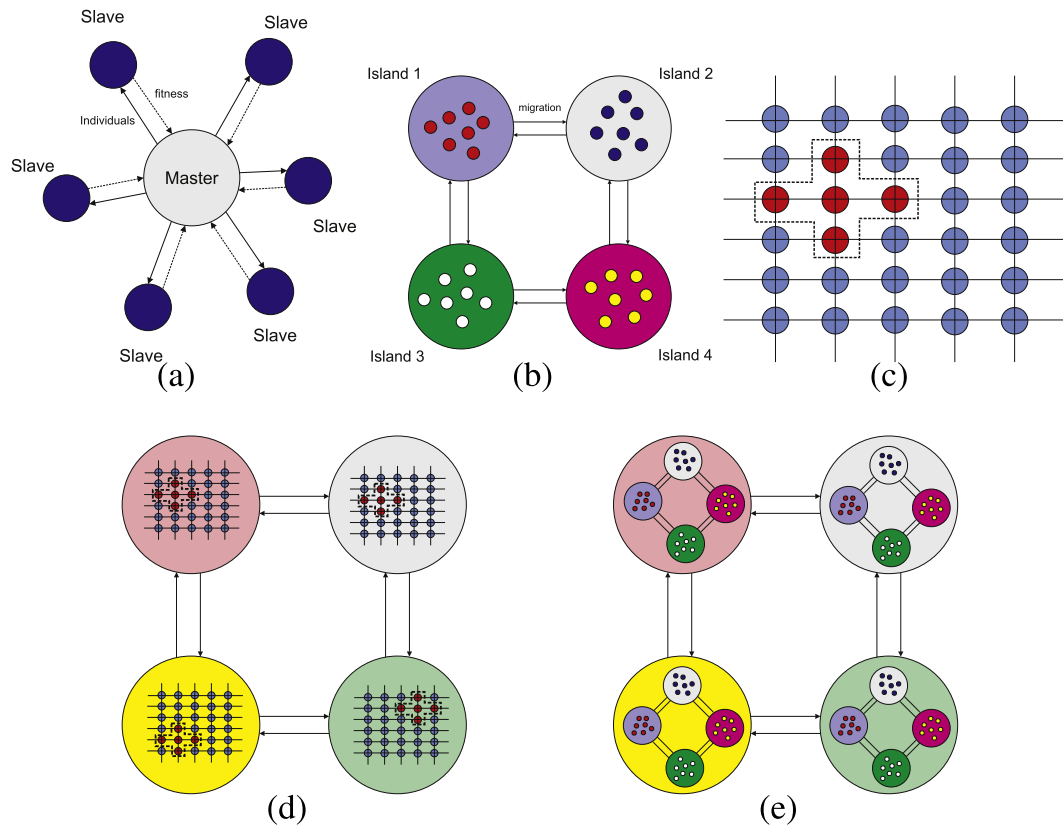 Slave
Slave
fitness
Individuals
Slave
Master
Slave
Slave
Slave
(a)
Island 1
Island 2
migration
Island 3
Island 4
(b)
(c)
(d)
(e)